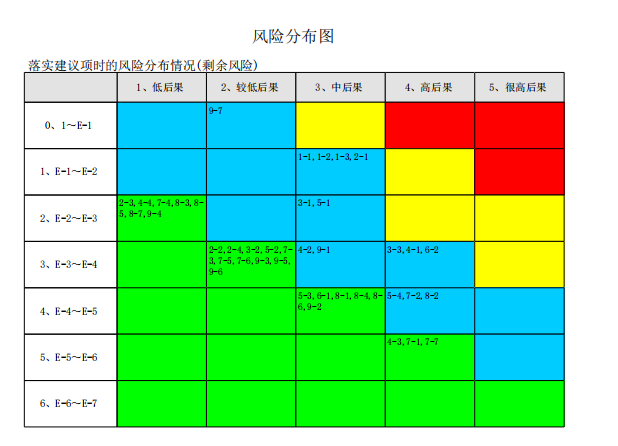 风险分布图
落实建议项时的风险分布情况(剩余风险)
1、低后果 2、较低后果 3、中后果 4、高后果 5、很高后果
0、1～E-1
9-7
1、E-1～E-2
1-1,1-2,1-3,2-1
2、E-2～E-3
2-3,4-4,7-4,8-3,8-
5,8-7,9-4
3-1,5-1
3、E-3～E-4
2-2,2-4,3-2,5-2,7-
3,7-5,7-6,9-3,9-5,
9-6
4-2,9-1
3-3,4-1,6-2
4、E-4～E-5
5-3,6-1,8-1,8-4,8-
6,9-2
5-4,7-2,8-2
5、E-5～E-6
4-3,7-1,7-7
6、E-6～E-7